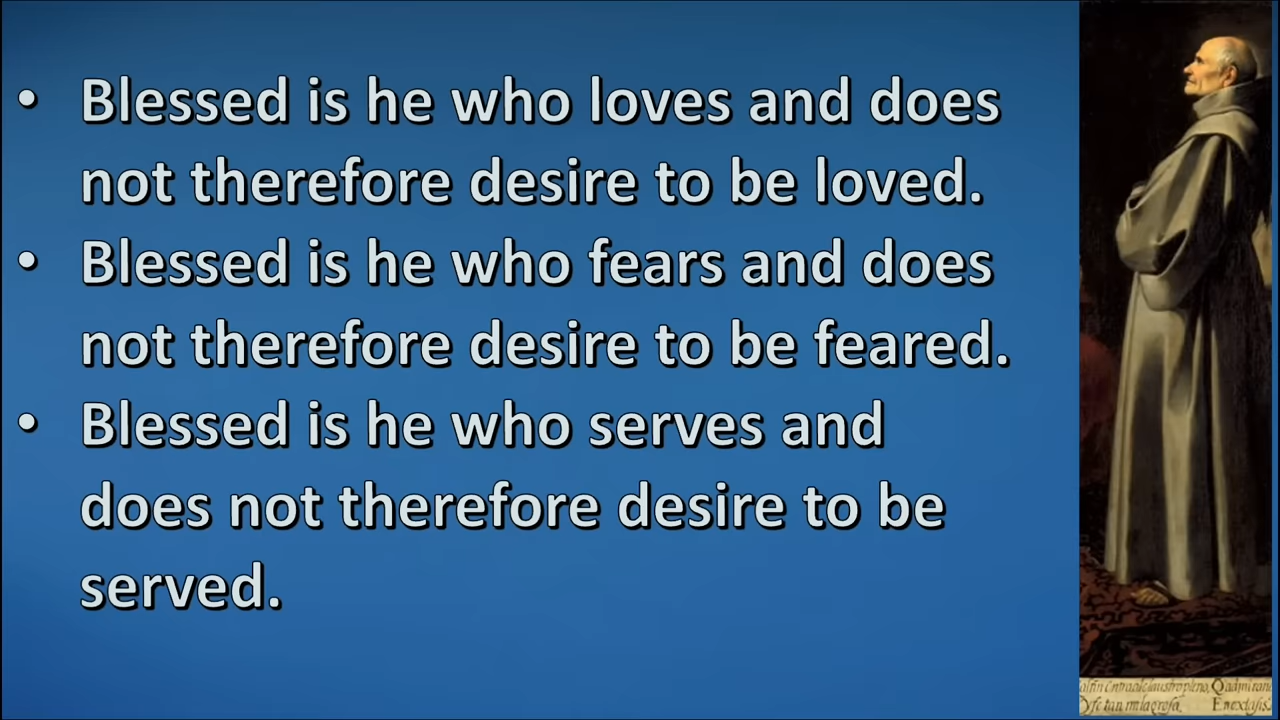 • Blessed is he who loves and does
not therefore desire to be loved.
• Blessed is he who fears and does
not therefore desire to be feared.
• Blessed is he who serves and
does not therefore desire to be
served.